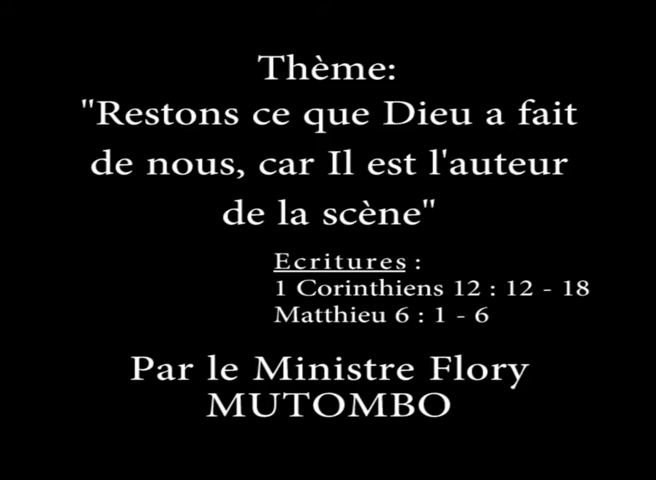 Thème:
"Restons ce que Dieu a fait
de nous, car Il est l'auteur
de la scène"
Ecritures :
1 Corinthiens 12 : 12 - 18
Matthieu 6 : 1 - 6
Par le Ministre Flory
MUTOMBO